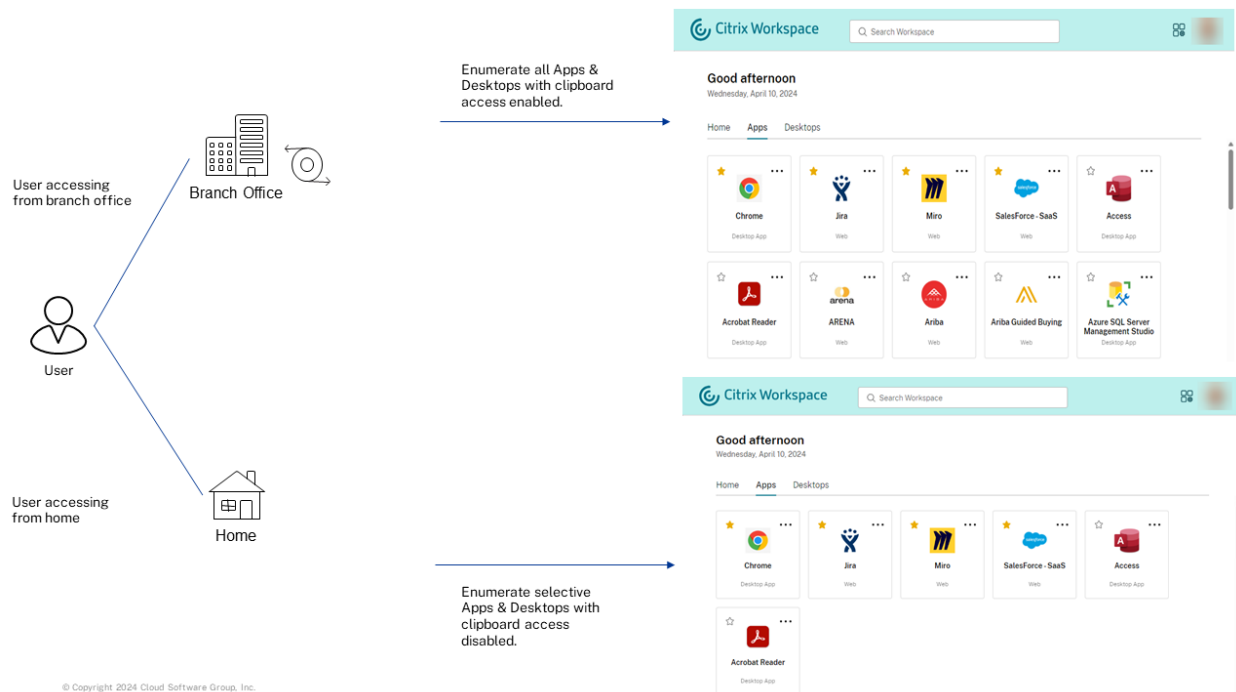 User accessing
from branch office
Branch Office
User
User accessing
from home
Home
Enumerate all Apps &
Desktops with clipboard
access enabled.
Enumerate selective
Apps & Desktops with
clipboard access
disabled.
© Copyright 2024 Cloud Software Group, Inc.
Citrix Workspace
Search Workspace
Good afternoon
Wednesday, April 10, 2024
Home Apps Desktops
Chrome
Desktop App
Jira
Web
Miro
Web
salesforce
SalesForce - SaaS
Web
A
Access
Desktop App
Acrobat Reader
Desktop App
arena
ARENA
Web
ARIBA
Ariba
Web
Ariba Guided Buying
Web
Azure SQL Server
Management Studio
Desktop App
Citrix Workspace
Search Workspace
Good afternoon
Wednesday, April 10, 2024
Home Apps Desktops
Chrome
Desktop App
Jira
Web
Miro
Web
salesforce
SalesForce - SaaS
Web
A
Access
Desktop App
Acrobat Reader
Desktop App